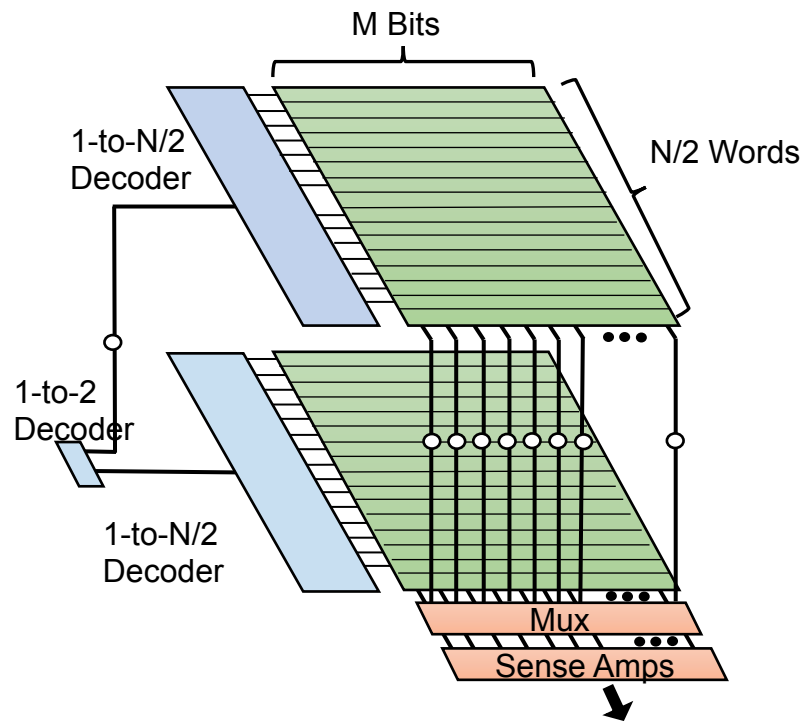 M Bits
1-to-N/2
Decoder
N/2 Words
1-to-2
Decoder
1-to-N/2
Decoder
Mux
Sense Amps